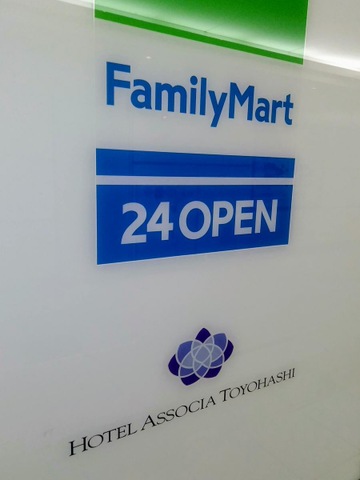 FamilyMart
24 OPEN
HOTEL ASSOCIA TOYOHASHI